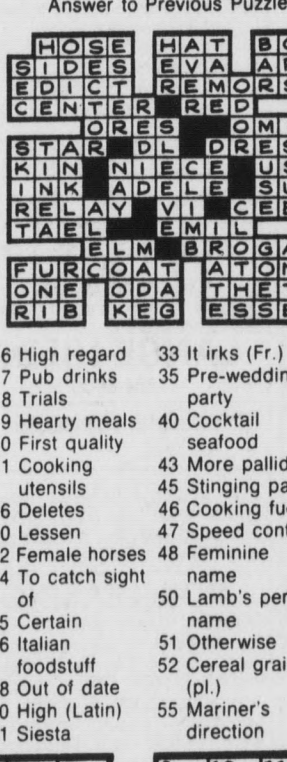 Answer to Previous Puzzle
HOSE HAT BO
SIDES EVA AD
EDICT REMORS
CENTER RED
ORES OM
STAR DL DRES
KIN NIECE US
INK ADELE SU
RELAY VI CEE
TAEL EMIL
ELM BROGA
FURCOAT ATON
ONE ODA THET
RIB KEG ESSE
6 High regard
7 Pub drinks
8 Trials
9 Hearty meals
0 First quality
1 Cooking
utensils
6 Deletes
0 Lessen
2 Female horses
4 To catch sight
of
5 Certain
6 Italian
foodstuff
8 Out of date
0 High (Latin)
1 Siesta
33 It irks (Fr.)
35 Pre-weddin
party
40 Cocktail
seafood
43 More pallid
45 Stinging pa
46 Cooking fu
47 Speed cont
48 Feminine
name
50 Lamb's pen
name
51 Otherwise
52 Cereal grai
(pl.)
55 Mariner's
direction